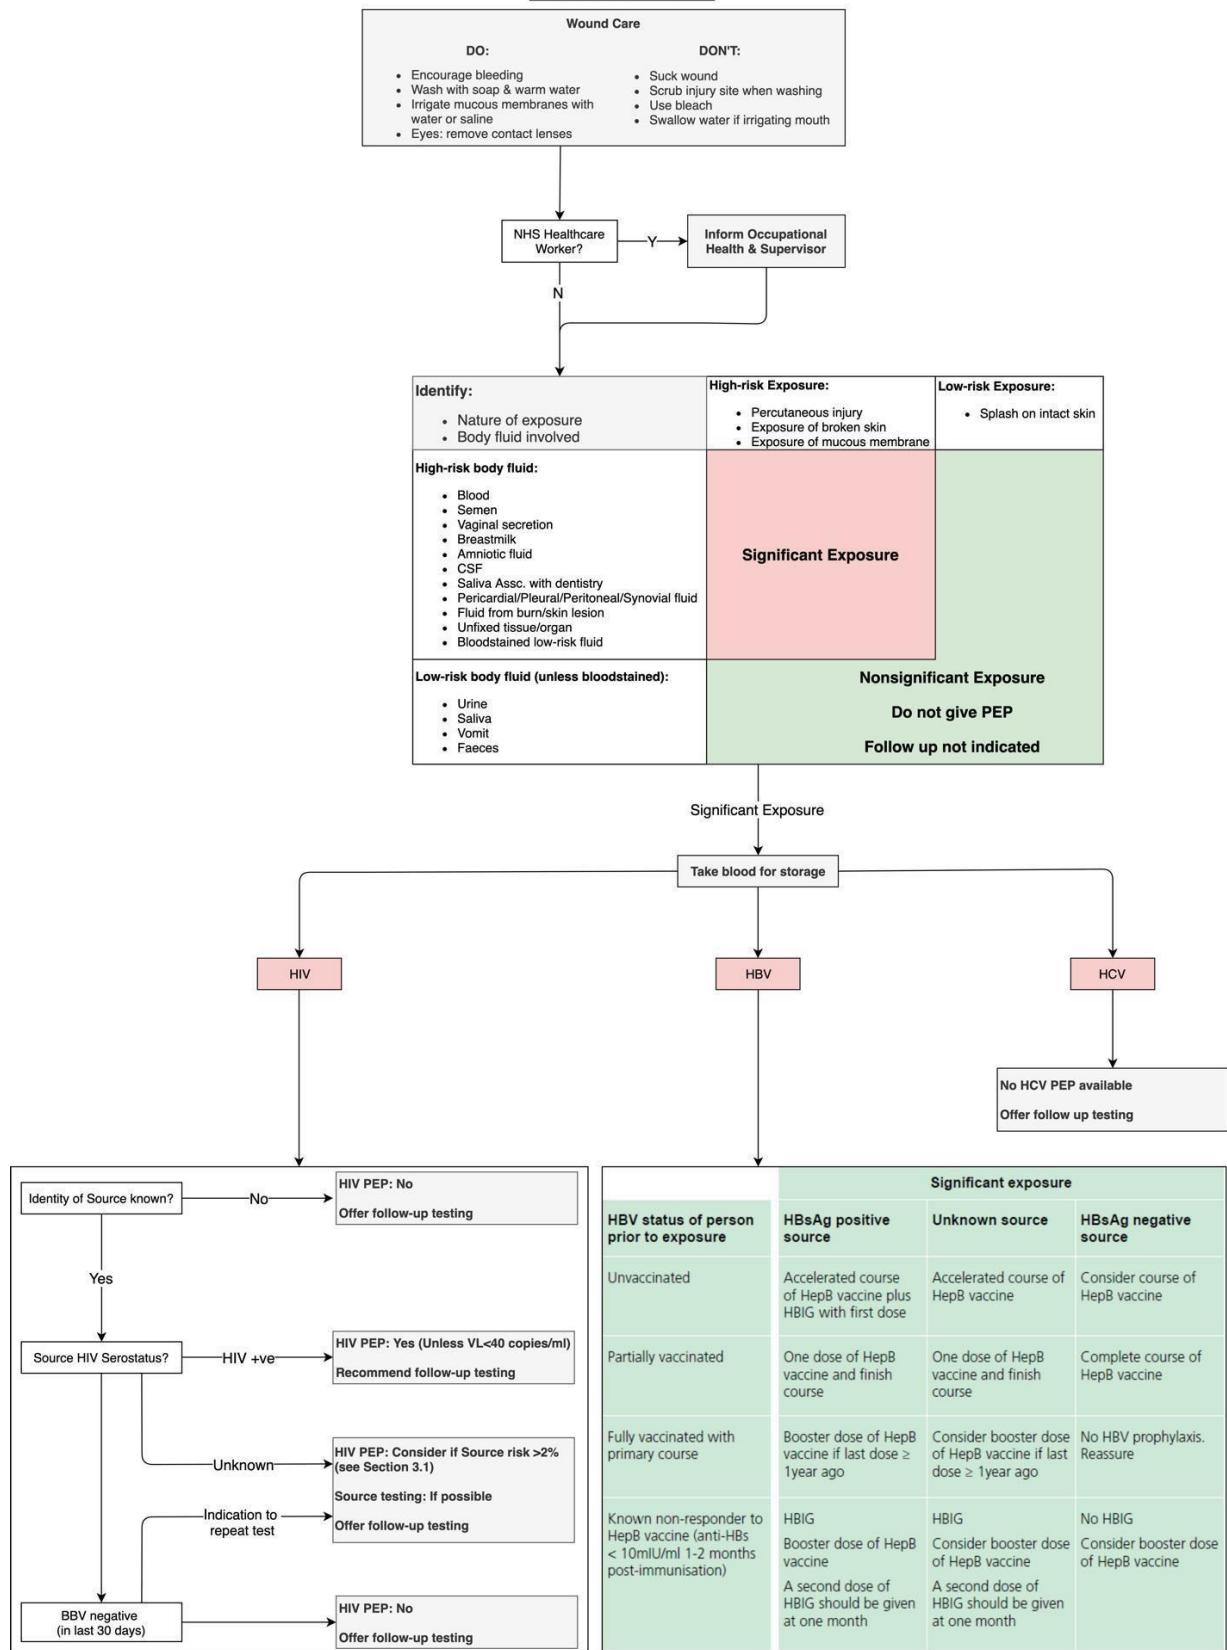 Wound Care
DO:
Encourage bleeding
Wash with soap & warm water
Irrigate mucous membranes with
water or saline
Eyes: remove contact lenses
DON'T:
Suck wound
Scrub injury site when washing
Use bleach
Swallow water if irrigating mouth
NHS Healthcare
Worker?
Y
Inform Occupational
Health & Supervisor
N
Identify:
Nature of exposure
Body fluid involved
High-risk Exposure:
Percutaneous injury
Exposure of broken skin
Exposure of mucous membrane
Low-risk Exposure:
Splash on intact skin
High-risk body fluid:
Blood
Semen
Vaginal secretion
Breastmilk
Amniotic fluid
CSF
Saliva Assc. with dentistry
Pericardial/Pleural/Peritoneal/Synovial fluid
Fluid from burn/skin lesion
Unfixed tissue/organ
Bloodstained low-risk fluid
Significant Exposure
Low-risk body fluid (unless bloodstained):
Urine
Saliva
Vomit
Faeces
Nonsignificant Exposure
Do not give PEP
Follow up not indicated
Significant Exposure
Take blood for storage
HIV
HBV
HCV
No HCV PEP available
Offer follow up testing
Identity of Source known?
No
HIV PEP: No
Offer follow-up testing
Yes
Source HIV Serostatus?
HIV +ve
HIV PEP: Yes (Unless VL<40 copies/ml)
Recommend follow-up testing
Unknown
HIV PEP: Consider if Source risk >2%
(see Section 3.1)
Source testing: If possible
Offer follow-up testing
Indication to
repeat test
BBV negative
(in last 30 days)
HIV PEP: No
Offer follow-up testing
Significant exposure
HBV status of person
prior to exposure
HBsAg positive
source
Unknown source
HBsAg negative
source
Unvaccinated
Accelerated course
of HepB vaccine plus
HBIG with first dose
Accelerated course of
HepB vaccine
Consider course of
HepB vaccine
Partially vaccinated
One dose of HepB
vaccine and finish
course
One dose of HepB
vaccine and finish
course
Complete course of
HepB vaccine
Fully vaccinated with
primary course
Booster dose of HepB
vaccine if last dose ≥
1year ago
Consider booster dose
of HepB vaccine if last
dose ≥ 1year ago
No HBV prophylaxis.
Reassure
Known non-responder to
HepB vaccine (anti-HBs
< 10mIU/ml 1-2 months
post-immunisation)
HBIG
Booster dose of HepB
vaccine
A second dose of
HBIG should be given
at one month
HBIG
Consider booster dose
of HepB vaccine
A second dose of
HBIG should be given
at one month
No HBIG
Consider booster dose
of HepB vaccine